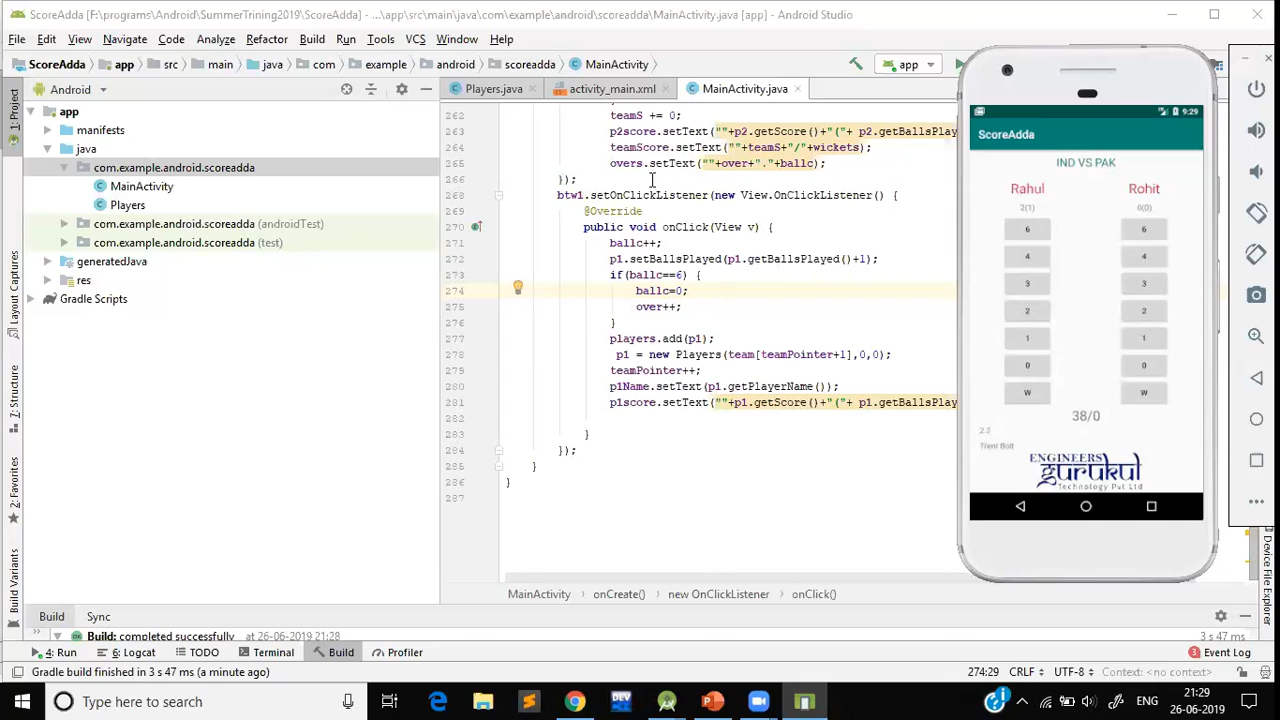 ScoreAdda [F:\programs\Android\SummerTrining2019\ScoreAdda] - ...\app\src\main\java\com\example\android\scoreadda\MainActivity.java [app] - Android Studio
File Edit View Navigate Code Analyze Refactor Build Run Tools VCS Window Help
ScoreAdda app src main java com example android scoreadda MainActivity app
Android
Players.java activity_main.xml MainActivity.java
1: Project
Layout Captures
7: Structure
2: Favorites
Build Variants
app
manifests
java
com.example.android.scoreadda
MainActivity
Players
com.example.android.scoreadda (androidTest)
com.example.android.scoreadda (test)
generatedJava
res
Gradle Scripts
262 teamS += 0;
263 p2score.setText(""+p2.getScore()+"("+ p2.getBallsPlay
264 teamScore.setText(""+teamS+"/"+wickets);
265 overs.setText(""+over+"."+ballc);
266 });
268 btw1.setOnClickListener(new View.OnClickListener() {
269 @Override
270 public void onClick(View v) {
271 ballc++;
272 p1.setBallsPlayed(p1.getBallsPlayed()+1);
273 if(ballc==6) {
274 ballc=0;
275 over++;
276 }
277 players.add(p1);
278 p1 = new Players(team[teamPointer+1],0,0);
279 teamPointer++;
280 p1Name.setText(p1.getPlayerName());
281 p1score.setText(""+p1.getScore()+"("+ p1.getBallsPlay
282
283 }
284 });
285 }
286 }
287
MainActivity onCreate() new OnClickListener onClick()
9:29
ScoreAdda
IND VS PAK
Rahul Rohit
2(1) 0(0)
6 6
4 4
3 3
2 2
1 1
0 0
W W
38/0
2.2
Trent Bolt
ENGINEERS
gurukul
Technology Pvt Ltd
Device File Explorer
Build Sync
Build: completed successfully at 26-06-2019 21:28 3 s 47 ms
4: Run 6: Logcat TODO Terminal Build Profiler 3 Event Log
Gradle build finished in 3 s 47 ms (a minute ago) 274:29 CRLF UTF-8 Context: <no context>
Type here to search DEV ENG 21:29
26-06-2019